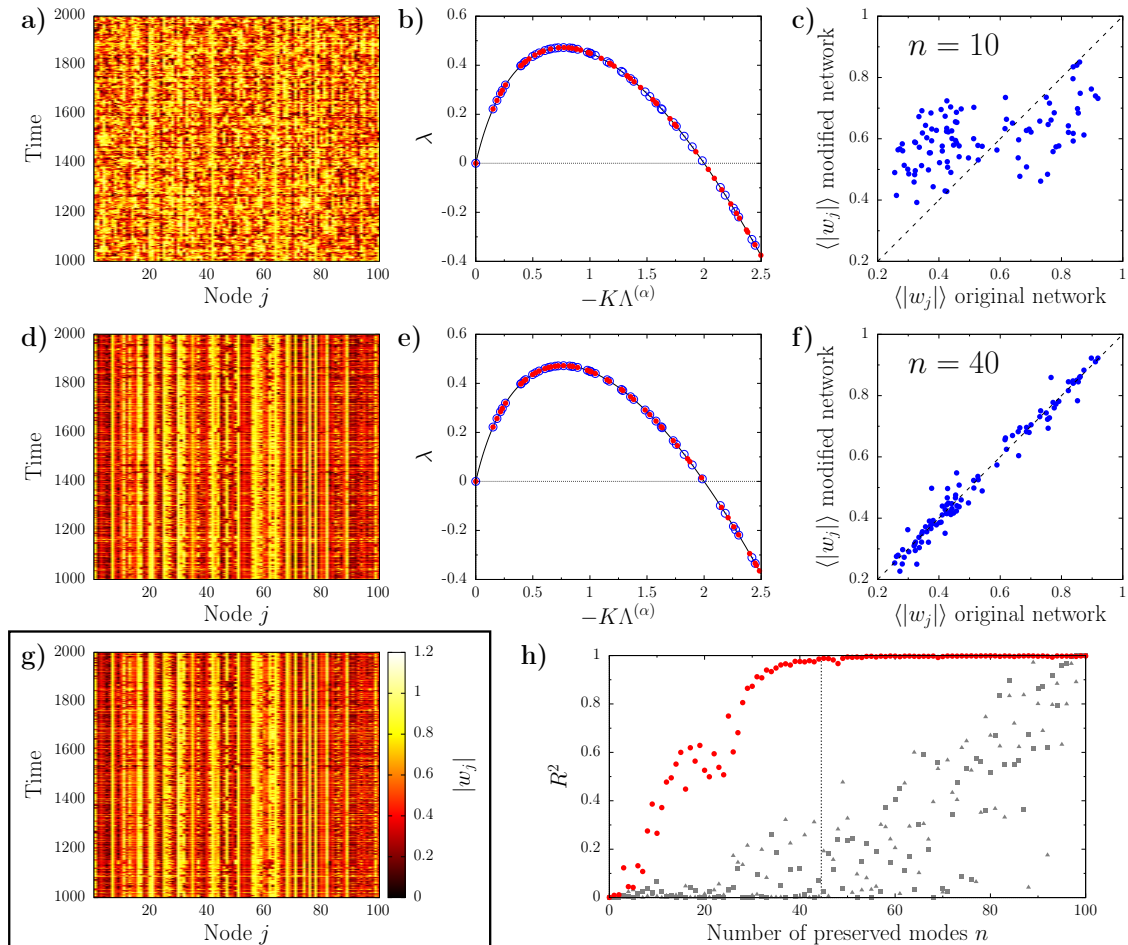 a)
2000
1800
1600
1400
1200
1000
Time
20 40 60 80 100
Node j
b)
0.6
0.4
0.2
0
-0.2
-0.4
λ
0 0.5 1 1.5 2 2.5
−KΛ^(α)
c)
n = 10
1
0.8
0.6
0.4
0.2
⟨|w_j|⟩ modified network
0.2 0.4 0.6 0.8 1
⟨|w_j|⟩ original network
d)
2000
1800
1600
1400
1200
1000
Time
20 40 60 80 100
Node j
e)
0.6
0.4
0.2
0
-0.2
-0.4
λ
0 0.5 1 1.5 2 2.5
−KΛ^(α)
f)
n = 40
1
0.8
0.6
0.4
0.2
⟨|w_j|⟩ modified network
0.2 0.4 0.6 0.8 1
⟨|w_j|⟩ original network
g)
2000
1800
1600
1400
1200
1000
Time
20 40 60 80 100
Node j
1.2
1
0.8
0.6
0.4
0.2
0
|w_j|
h)
1
0.8
0.6
0.4
0.2
0
R^2
0 20 40 60 80 100
Number of preserved modes n